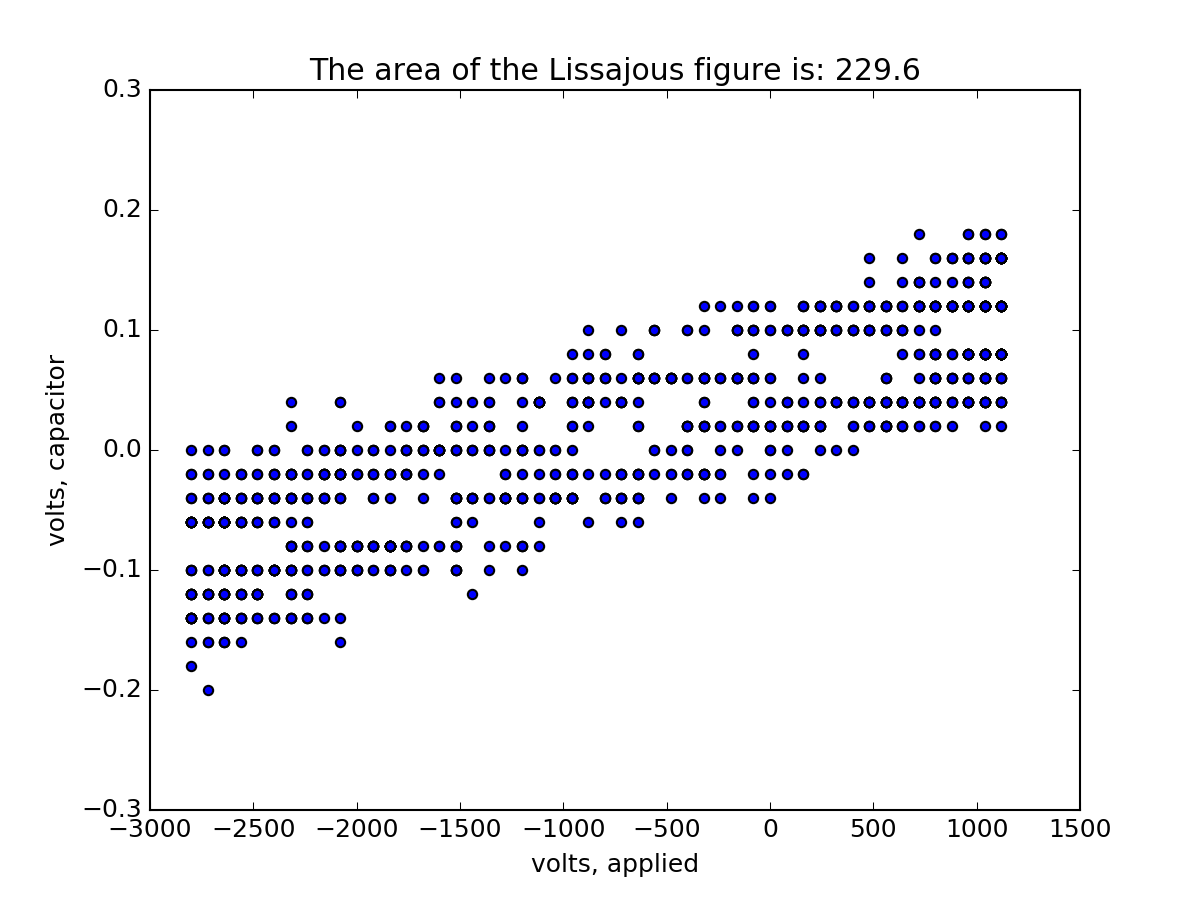 The area of the Lissajous figure is: 229.6
0.3
0.2
0.1
0.0
−0.1
−0.2
−0.3
volts, capacitor
−3000 −2500 −2000 −1500 −1000 −500 0 500 1000 1500
volts, applied